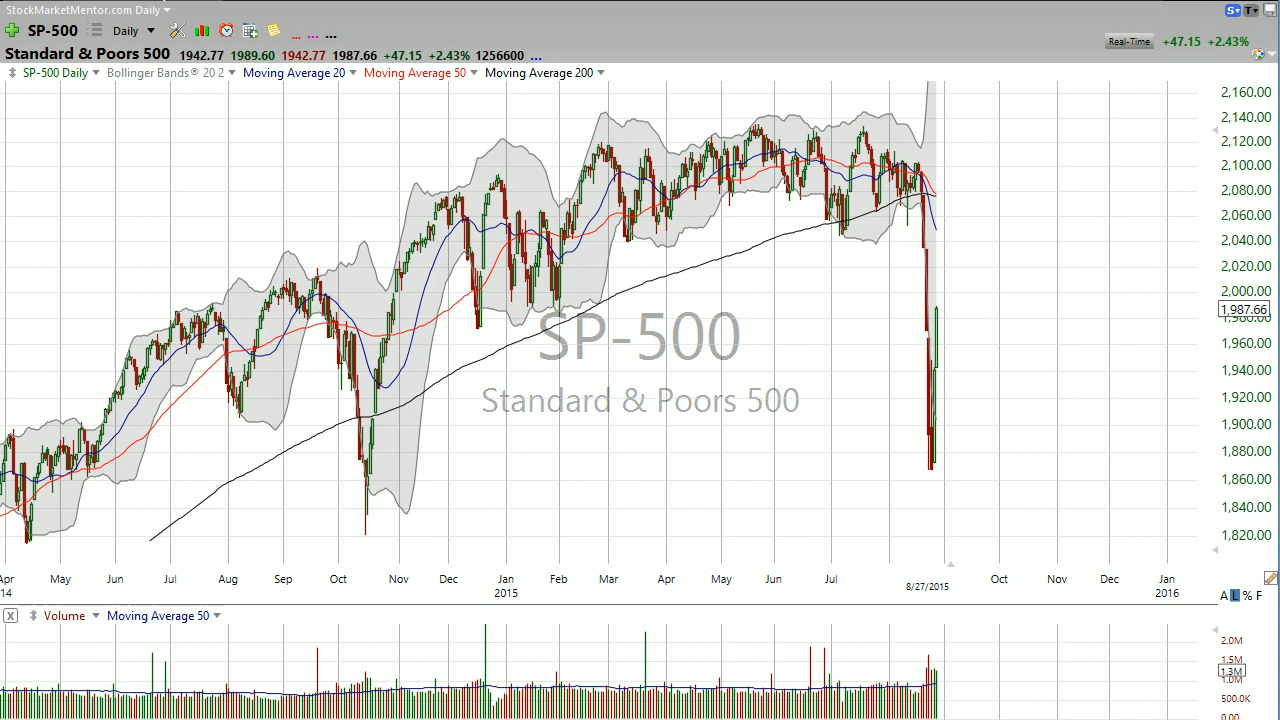 StockMarketMentor.com Daily
S T
SP-500 Daily ... ... ...
Real-Time +47.15 +2.43%
Standard & Poors 500 1942.77 1989.60 1942.77 1987.66 +47.15 +2.43% 1256600 ...
SP-500 Daily Bollinger Bands® 20 2 Moving Average 20 Moving Average 50 Moving Average 200
2,160.00
2,140.00
2,120.00
2,100.00
2,080.00
2,060.00
2,040.00
2,020.00
2,000.00
1,987.66
1,980.00
1,960.00
1,940.00
1,920.00
1,900.00
1,880.00
1,860.00
1,840.00
1,820.00
SP-500
Standard & Poors 500
Apr May Jun Jul Aug Sep Oct Nov Dec Jan Feb Mar Apr May Jun Jul 8/27/2015 Oct Nov Dec Jan
14 2015 2016
A L % F
X Volume Moving Average 50
2.0M
1.5M
1.3M
1.0M
500.0K
0.00